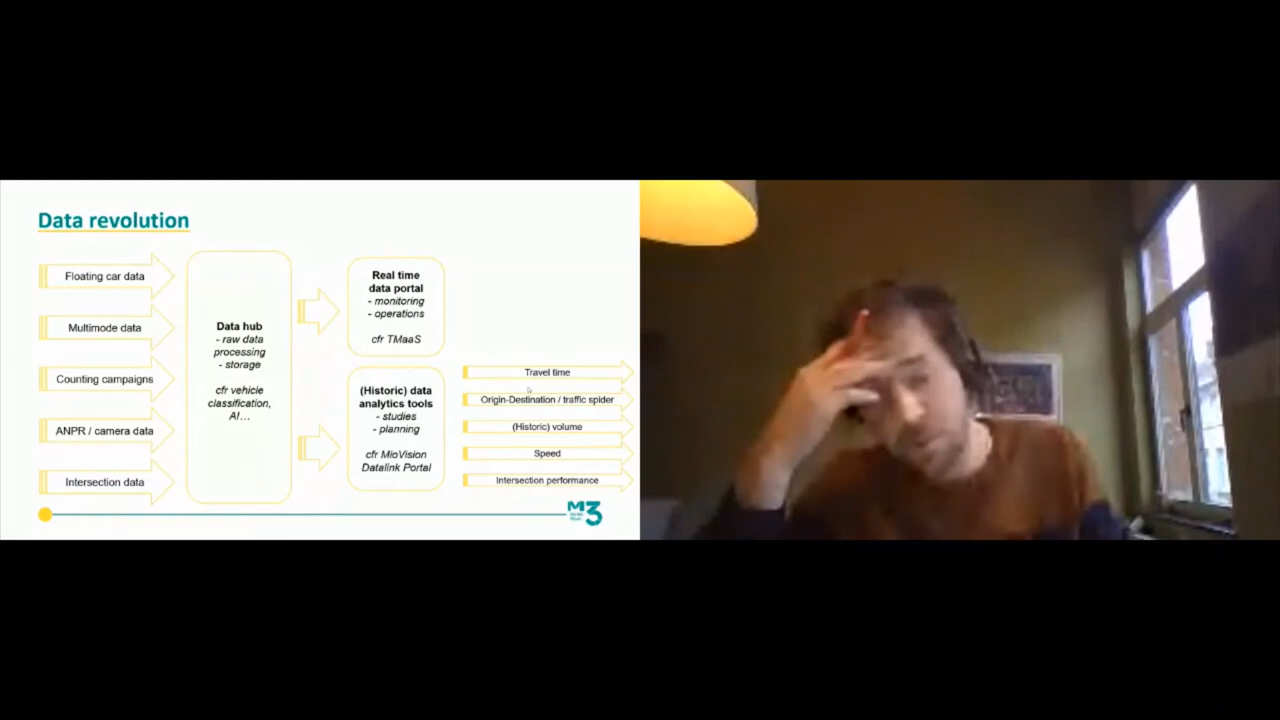 Data revolution
Floating car data
Multimode data
Counting campaigns
ANPR / camera data
Intersection data
Data hub
- raw data
processing
- storage
cfr vehicle
classification,
AI...
Real time
data portal
- monitoring
- operations
cfr TMaaS
(Historic) data
analytics tools
- studies
- planning
cfr MioVision
Datalink Portal
Travel time
Origin-Destination / traffic spider
(Historic) volume
Speed
Intersection performance
M3